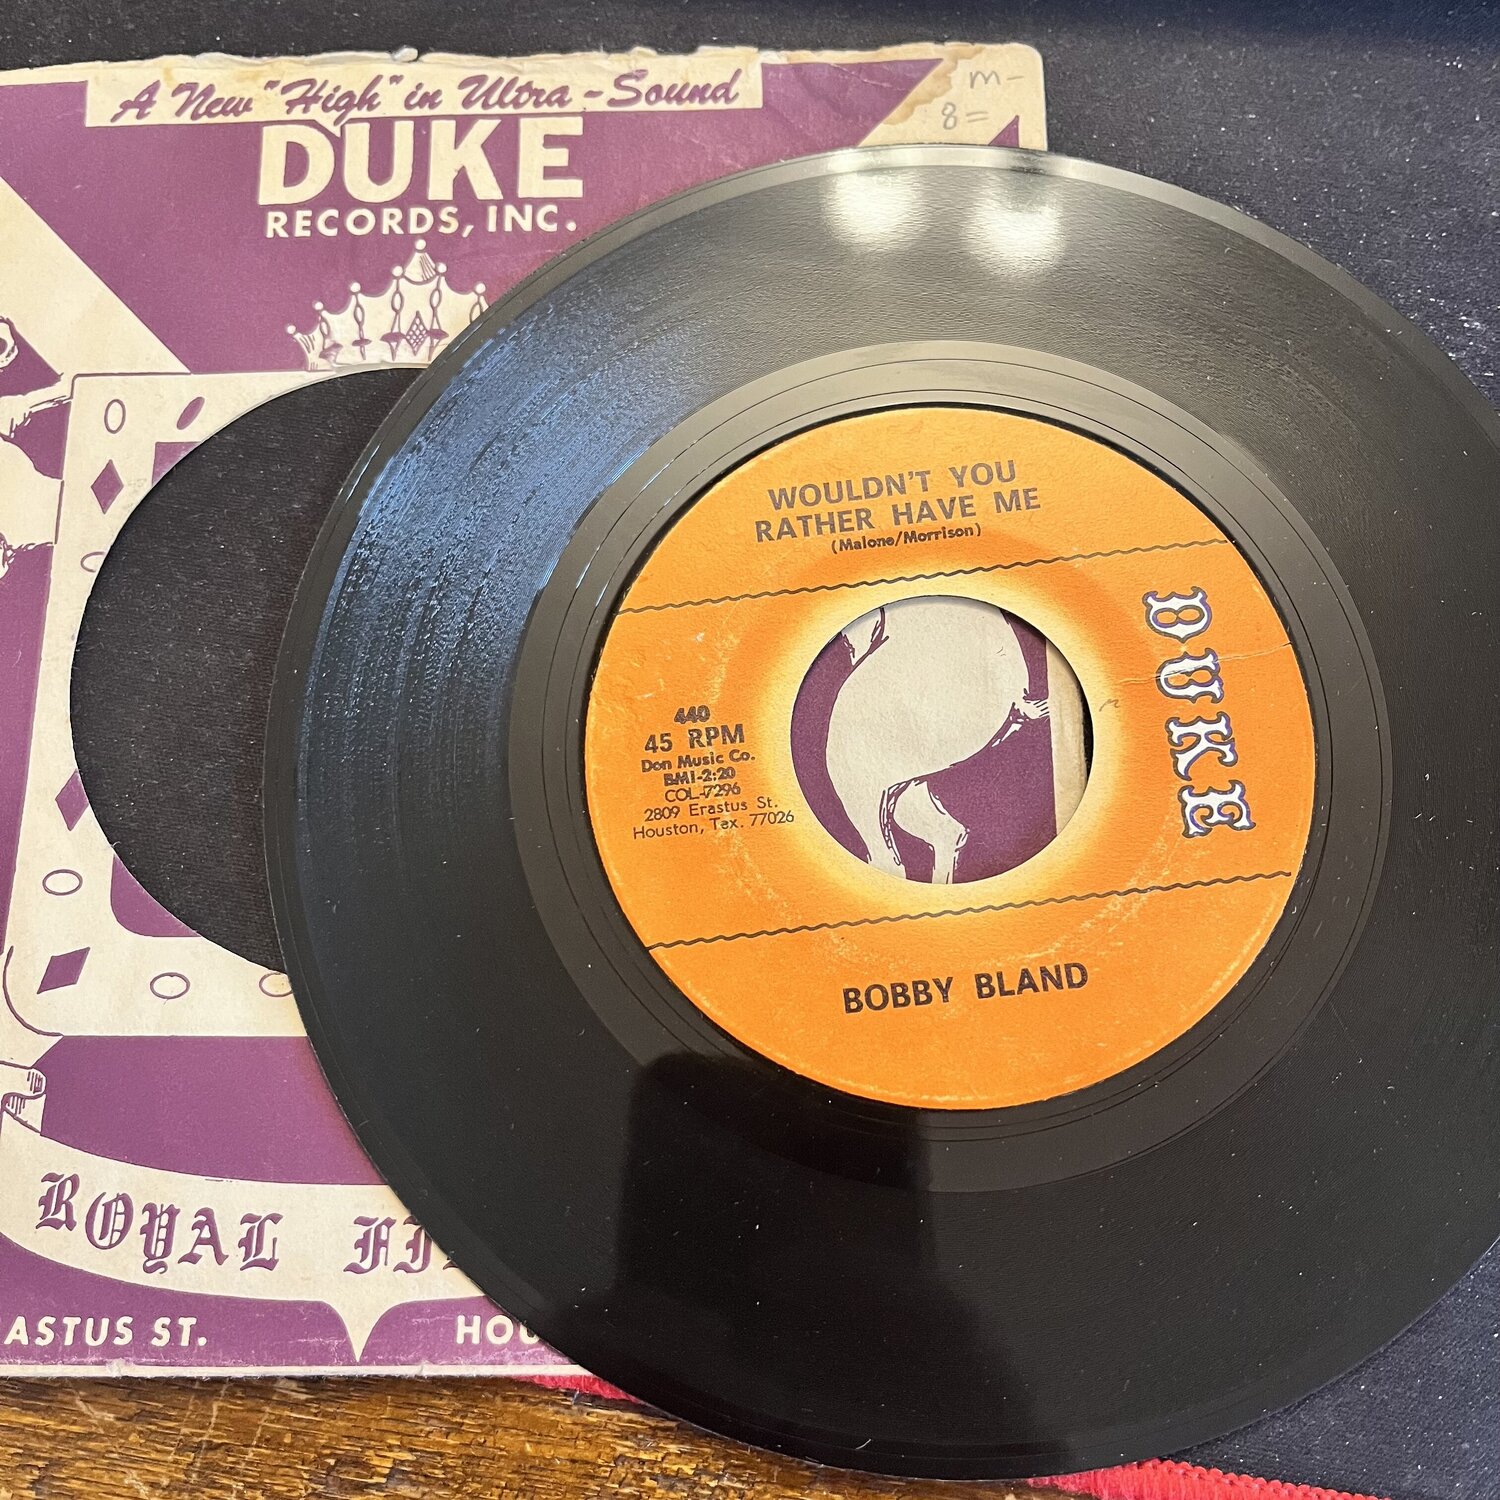 A New "High" in Ultra-Sound
DUKE
RECORDS, INC.
m-
8=
WOULDN'T YOU
RATHER HAVE ME
(Malone/Morrison)
DUKE
440
45 RPM
Don Music Co.
BMI-2:20
COL-7296
2809 Erastus St.
Houston, Tex. 77026
BOBBY BLAND
ROYAL
ASTUS ST.
HOU